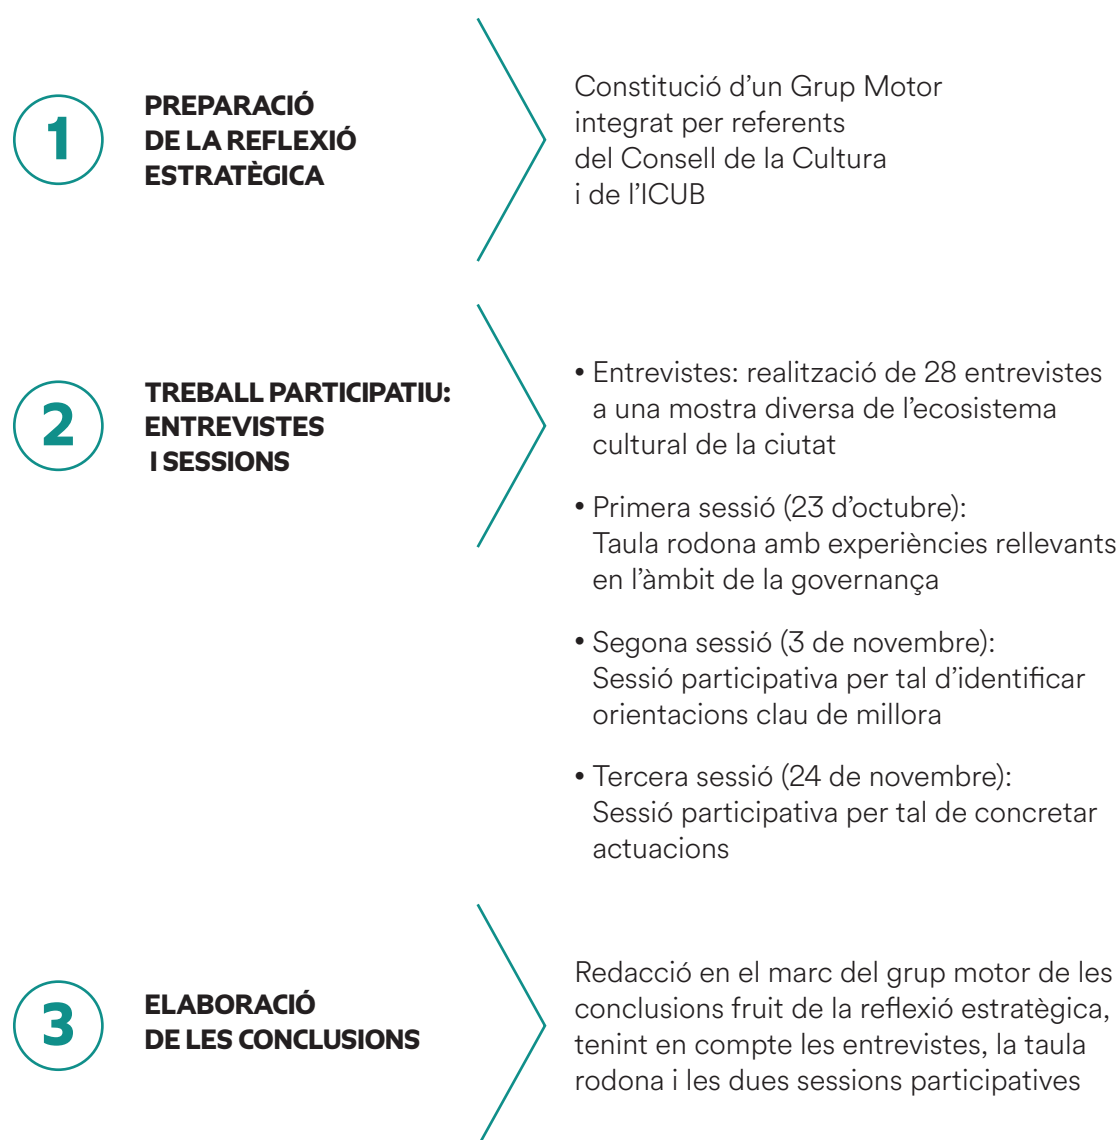 1
PREPARACIÓ
DE LA REFLEXIÓ
ESTRATÈGICA
Constitució d’un Grup Motor
integrat per referents
del Consell de la Cultura
i de l’ICUB
2
TREBALL PARTICIPATIU:
ENTREVISTES
I SESSIONS
• Entrevistes: realització de 28 entrevistes
a una mostra diversa de l’ecosistema
cultural de la ciutat
• Primera sessió (23 d’octubre):
Taula rodona amb experiències rellevants
en l’àmbit de la governança
• Segona sessió (3 de novembre):
Sessió participativa per tal d’identificar
orientacions clau de millora
• Tercera sessió (24 de novembre):
Sessió participativa per tal de concretar
actuacions
3
ELABORACIÓ
DE LES CONCLUSIONS
Redacció en el marc del grup motor de les
conclusions fruit de la reflexió estratègica,
tenint en compte les entrevistes, la taula
rodona i les dues sessions participatives